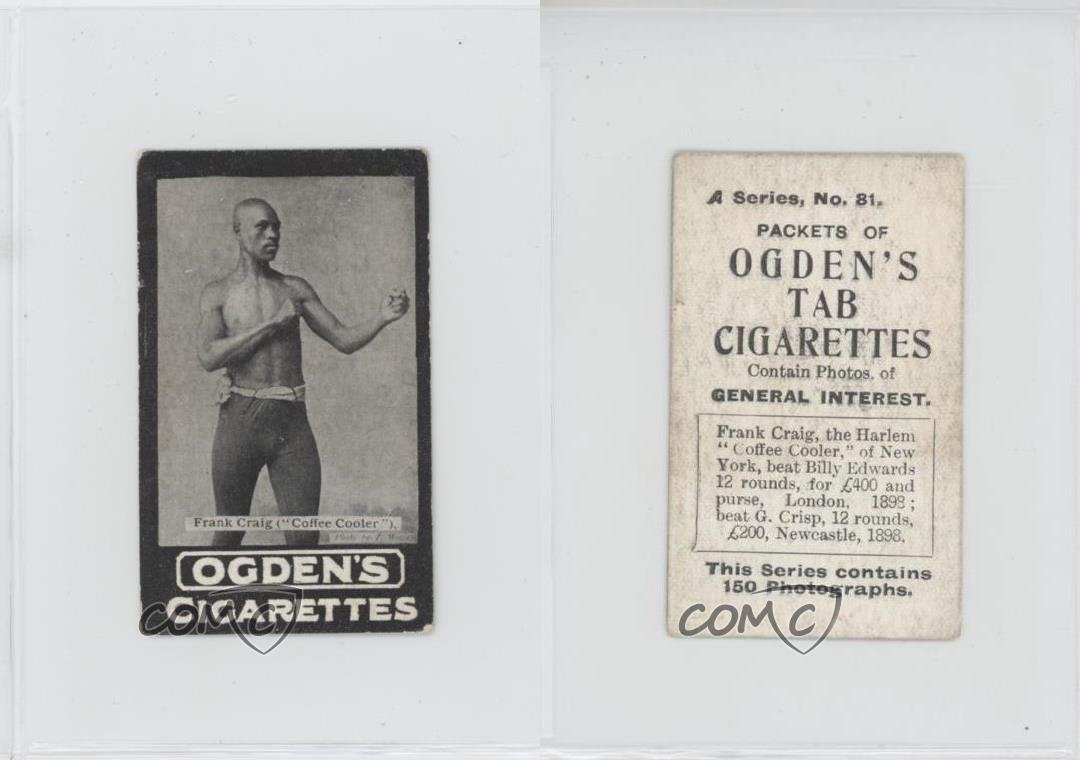 Frank Craig ("Coffee Cooler"),
Photo by
OGDEN'S
CIGARETTES
COMC
A Series, No. 81.
PACKETS OF
OGDEN'S
TAB
CIGARETTES
Contain Photos. of
GENERAL INTEREST.
Frank Craig, the Harlem
"Coffee Cooler," of New
York, beat Billy Edwards
12 rounds, for £400 and
purse, London, 1898;
beat G. Crisp, 12 rounds,
£200, Newcastle, 1898.
This Series contains
150 Photographs.
COMC